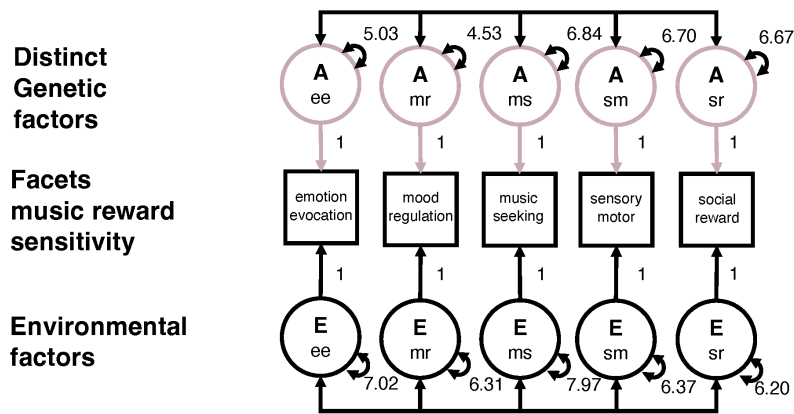 5.03 4.53 6.84 6.70 6.67
Distinct
Genetic
factors
A A A A A
ee mr ms sm sr
1 1 1 1 1
Facets
music reward
sensitivity
emotion
evocation
mood
regulation
music
seeking
sensory
motor
social
reward
1 1 1 1 1
Environmental
factors
E E E E E
ee mr ms sm sr
7.02 6.31 7.97 6.37 6.20